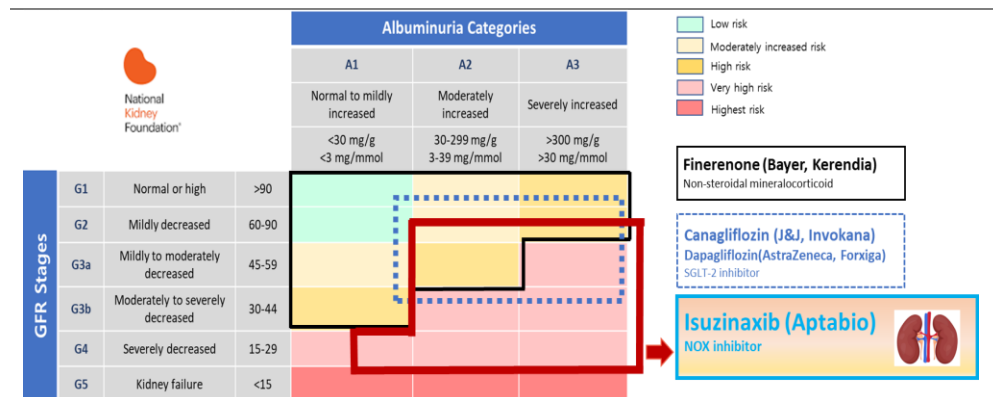 Albuminuria Categories
A1
A2
A3
Normal to mildly
increased
Moderately
increased
Severely increased
<30 mg/g
<3 mg/mmol
30-299 mg/g
3-39 mg/mmol
>300 mg/g
>30 mg/mmol
National
Kidney
Foundation®
GFR Stages
G1
Normal or high
>90
G2
Mildly decreased
60-90
G3a
Mildly to moderately
decreased
45-59
G3b
Moderately to severely
decreased
30-44
G4
Severely decreased
15-29
G5
Kidney failure
<15
Low risk
Moderately increased risk
High risk
Very high risk
Highest risk
Finerenone (Bayer, Kerendia)
Non-steroidal mineralocorticoid
Canagliflozin (J&J, Invokana)
Dapagliflozin(AstraZeneca, Forxiga)
SGLT-2 inhibitor
Isuzinaxib (Aptabio)
NOX inhibitor